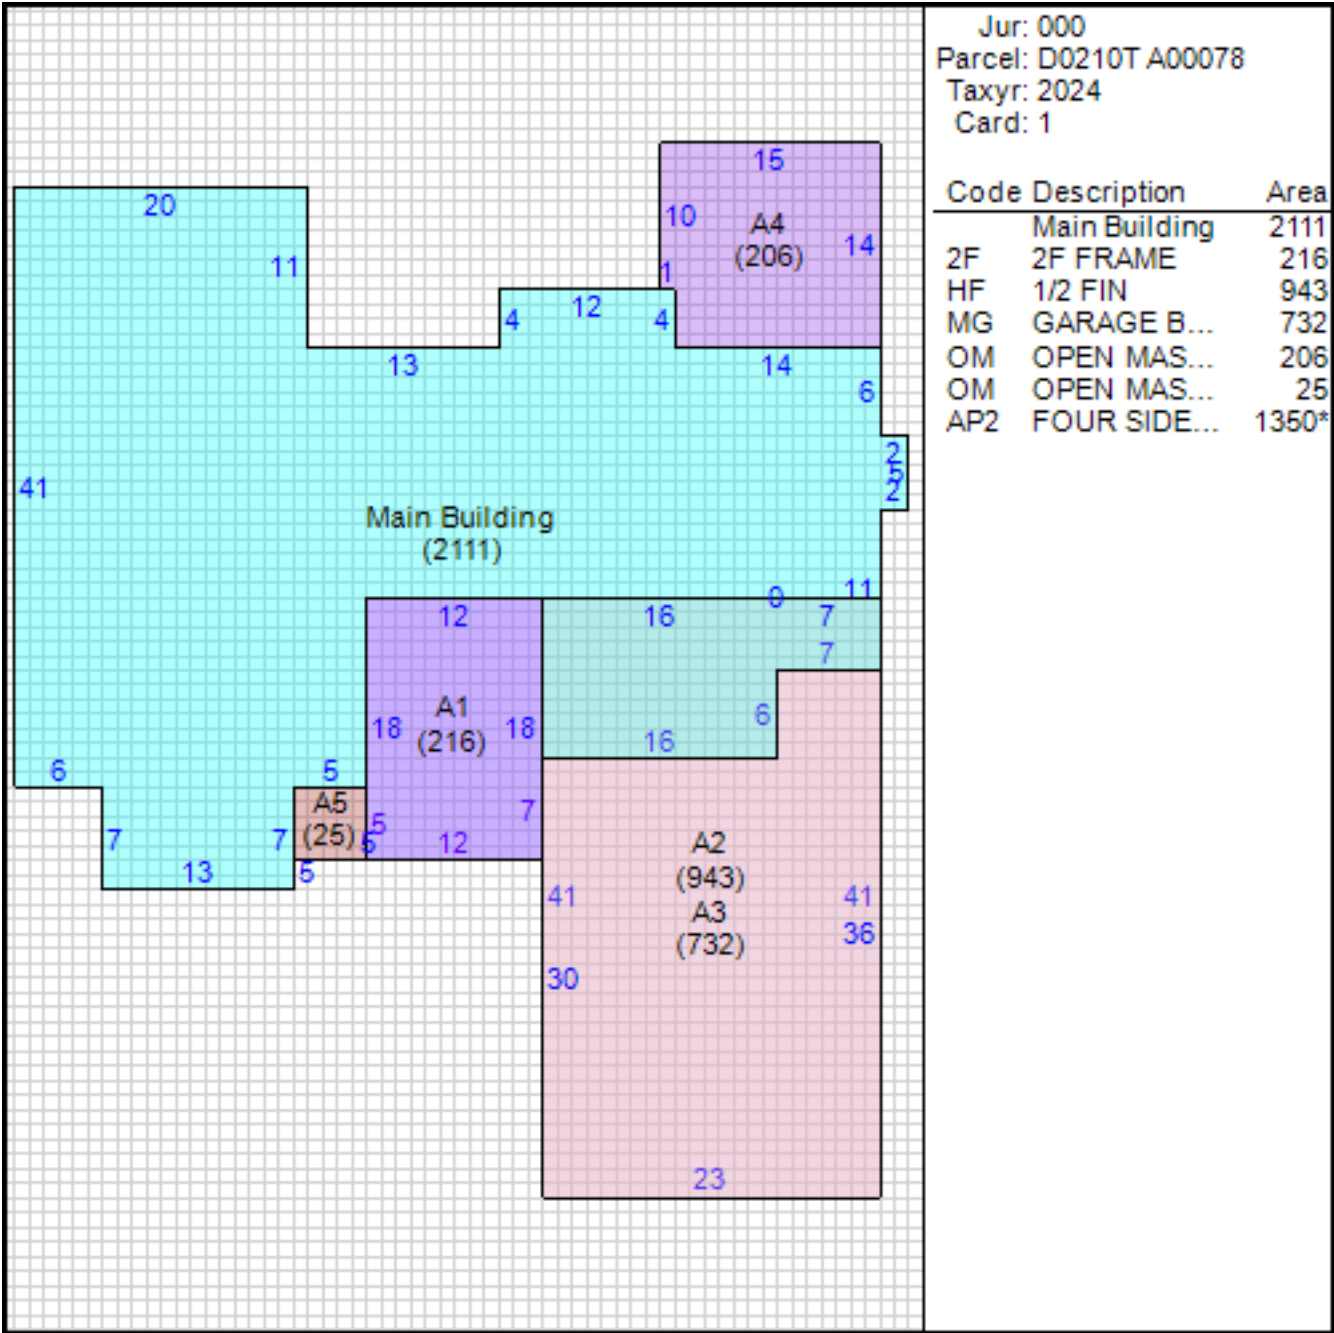 Jur: 000
Parcel: D0210T A00078
Taxyr: 2024
Card: 1
Code Description Area
Main Building 2111
2F 2F FRAME 216
HF 1/2 FIN 943
MG GARAGE B... 732
OM OPEN MAS... 206
OM OPEN MAS... 25
AP2 FOUR SIDE... 1350*
15
20
10
A4
14
(206)
11
1
12
4
4
13
14
6
2
5
2
41
Main Building
(2111)
0
11
12
16
7
7
A1
6
18
18
(216)
16
6
5
A5
7
5
(25)
7
7
5
12
A2
13
5
(943)
41
41
A3
36
(732)
30
23